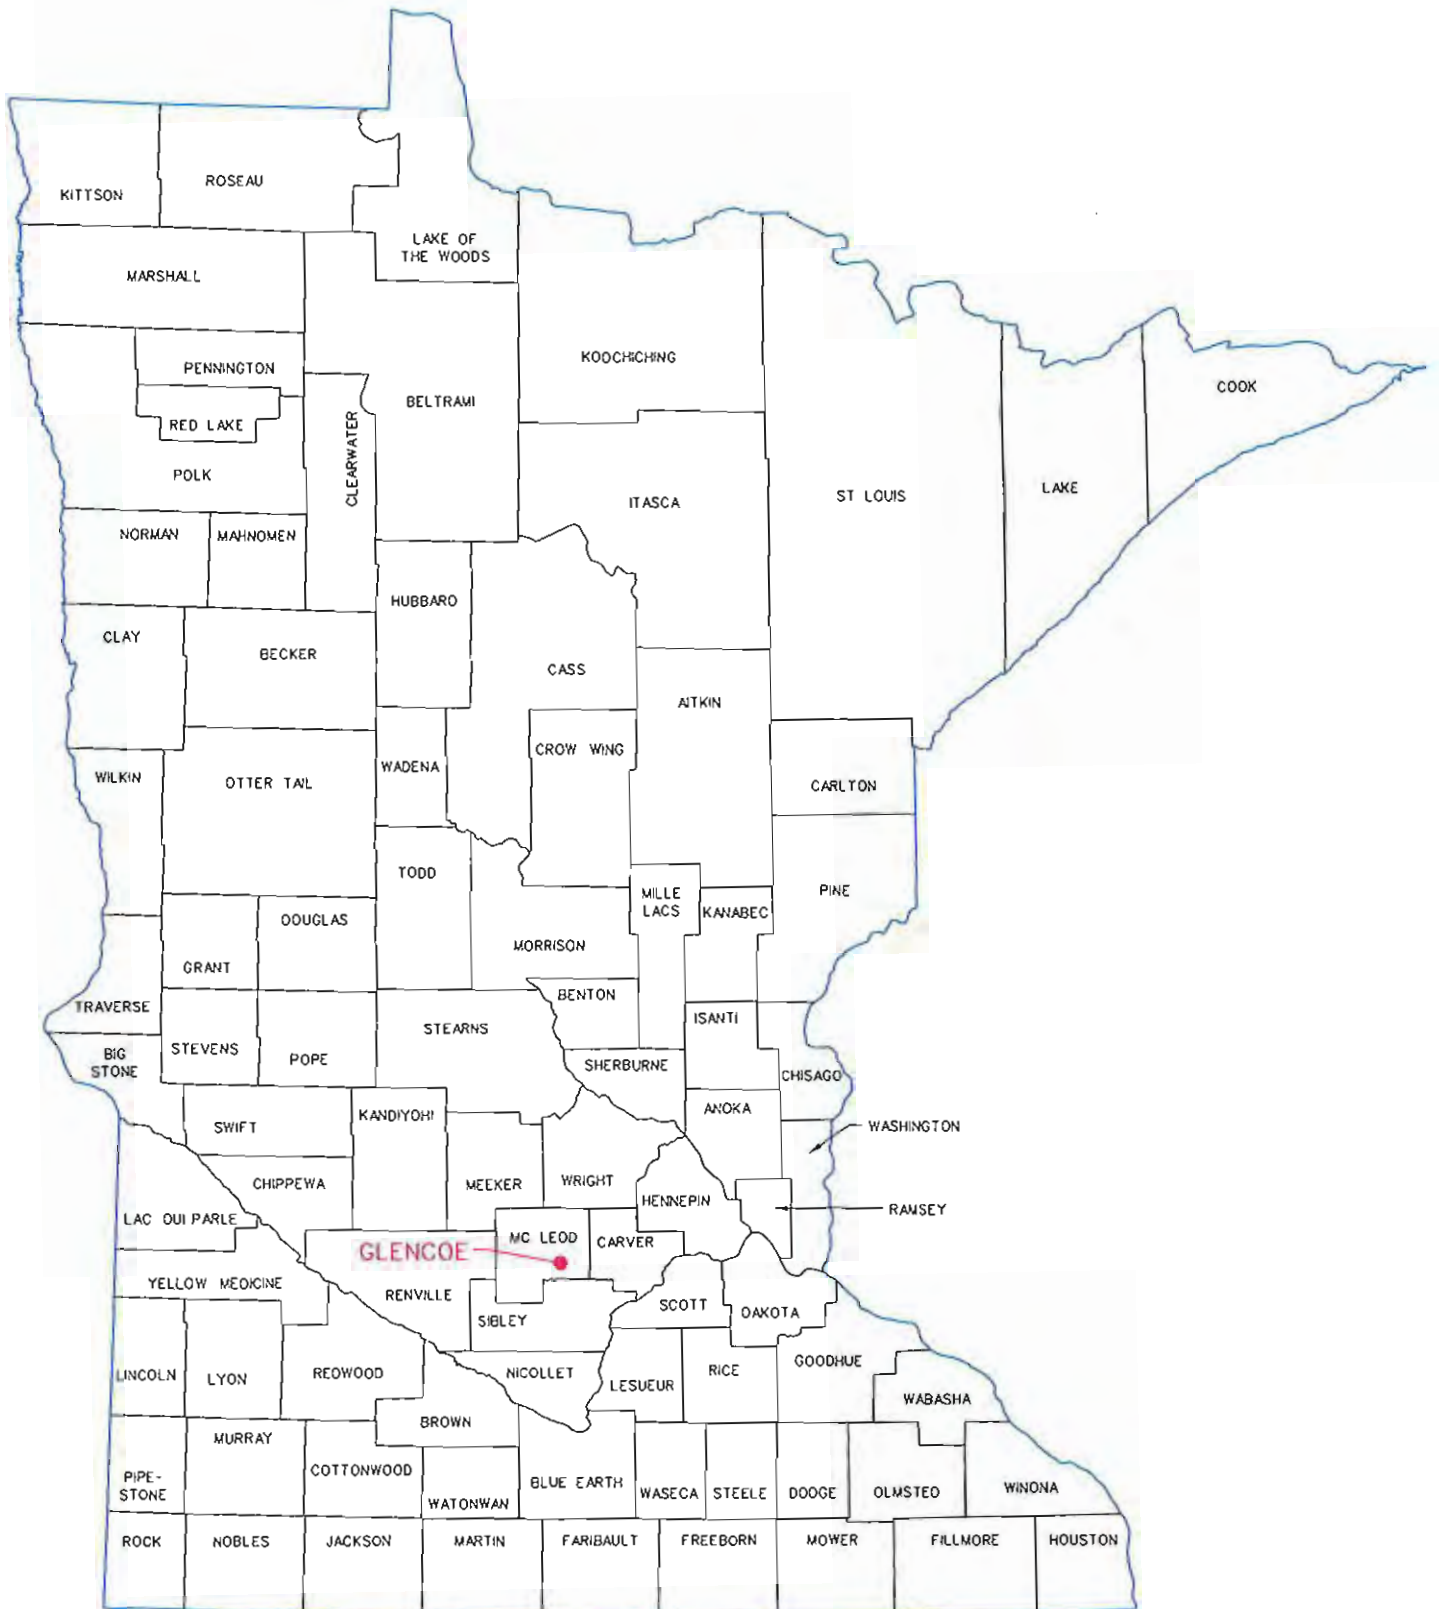 KITTSON
ROSEAU
LAKE OF
THE WOODS
MARSHALL
KOOCHICHING
PENNINGTON
COOK
BELTRAMI
RED LAKE
CLEARWATER
POLK
LAKE
ST LOUIS
ITASCA
NORMAN
MAHNOMEN
HUBBARD
CLAY
BECKER
CASS
AITKIN
CROW WING
WADENA
WILKIN
OTTER TAIL
CARLTON
TODD
PINE
MILLE
LACS
KANABEC
DOUGLAS
MORRISON
GRANT
BENTON
TRAVERSE
ISANTI
STEARNS
STEVENS
BIG
STONE
POPE
SHERBURNE
CHISAGO
KANDIYOHI
ANOKA
SWIFT
WASHINGTON
CHIPPEWA
MEEKER
WRIGHT
HENNEPIN
RAMSEY
LAC QUI PARLE
MC LEOD
CARVER
GLENCOE
YELLOW MEDICINE
RENVILLE
SCOTT
DAKOTA
SIBLEY
GOODHUE
LINCOLN
LYON
REDWOOD
NICOLLET
LESUEUR
RICE
WABASHA
BROWN
MURRAY
COTTONWOOD
PIPE-
STONE
BLUE EARTH
WATONWAN
WASECA
STEELE
DODGE
OLMSTED
WINONA
ROCK
NOBLES
JACKSON
MARTIN
FARIBAULT
FREEBORN
MOWER
FILLMORE
HOUSTON